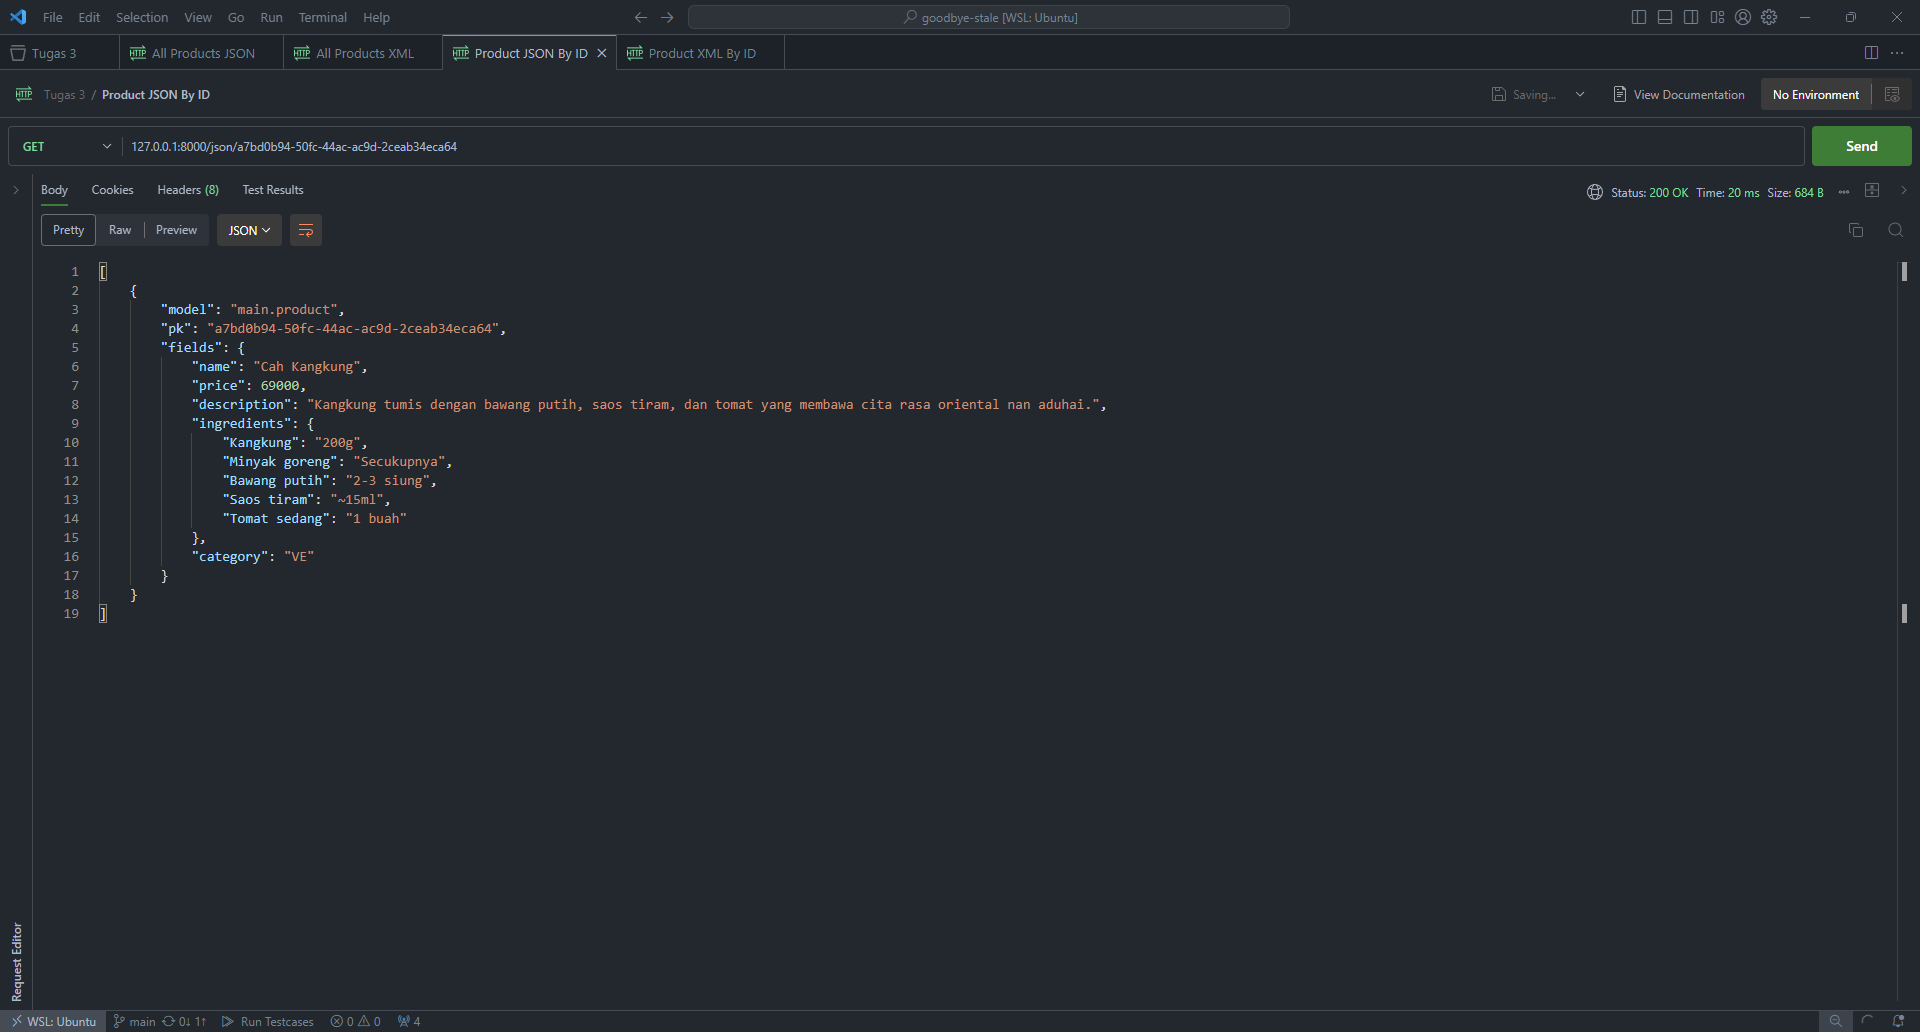 File Edit Selection View Go Run Terminal Help
goodbye-stale [WSL: Ubuntu]
Tugas 3
HTTP All Products JSON
HTTP All Products XML
HTTP Product JSON By ID
HTTP Product XML By ID
HTTP Tugas 3 / Product JSON By ID
Saving...
View Documentation
No Environment
GET 127.0.0.1:8000/json/a7bd0b94-50fc-44ac-ac9d-2ceab34eca64
Send
Body Cookies Headers (8) Test Results
Status: 200 OK Time: 20 ms Size: 684 B
Pretty Raw Preview JSON
1 [
2 {
3 "model": "main.product",
4 "pk": "a7bd0b94-50fc-44ac-ac9d-2ceab34eca64",
5 "fields": {
6 "name": "Cah Kangkung",
7 "price": 69000,
8 "description": "Kangkung tumis dengan bawang putih, saos tiram, dan tomat yang membawa cita rasa oriental nan aduhai.",
9 "ingredients": {
10 "Kangkung": "200g",
11 "Minyak goreng": "Secukupnya",
12 "Bawang putih": "2-3 siung",
13 "Saos tiram": "~15ml",
14 "Tomat sedang": "1 buah"
15 },
16 "category": "VE"
17 }
18 }
19 ]
Request Editor
WSL: Ubuntu main 0↓ 1↑ Run Testcases 0 0 4